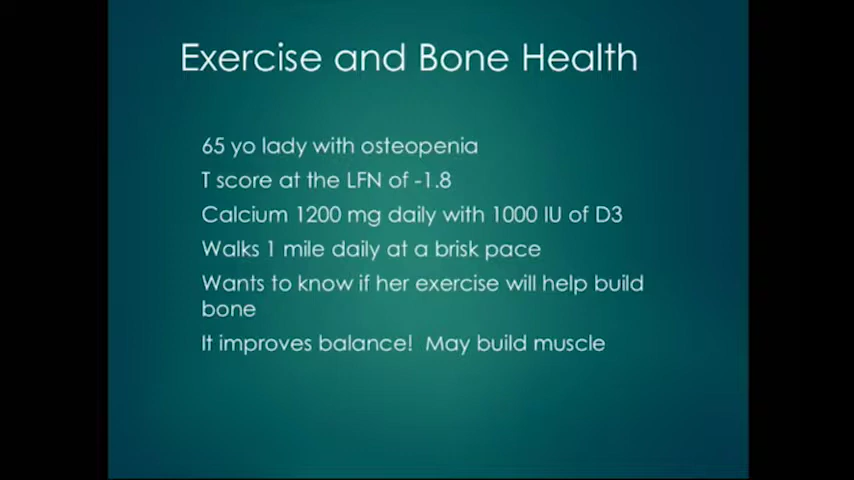 Exercise and Bone Health
65 yo lady with osteopenia
T score at the LFN of -1.8
Calcium 1200 mg daily with 1000 IU of D3
Walks 1 mile daily at a brisk pace
Wants to know if her exercise will help build
bone
It improves balance!  May build muscle